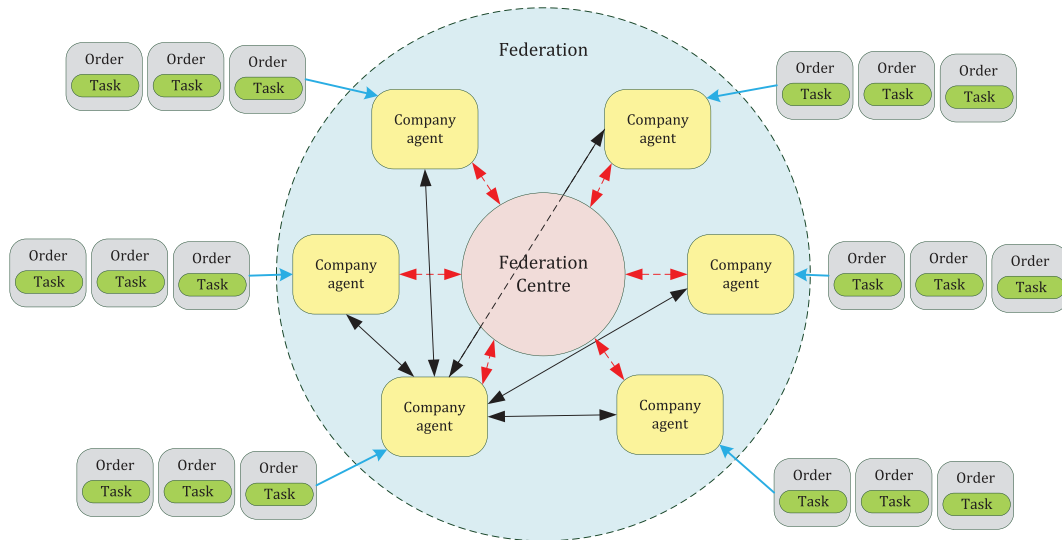 Federation
Order
Task
Order
Task
Order
Task
Order
Task
Order
Task
Order
Task
Company
agent
Company
agent
Order
Task
Order
Task
Order
Task
Company
agent
Federation
Centre
Company
agent
Order
Task
Order
Task
Order
Task
Company
agent
Company
agent
Order
Task
Order
Task
Order
Task
Order
Task
Order
Task
Order
Task